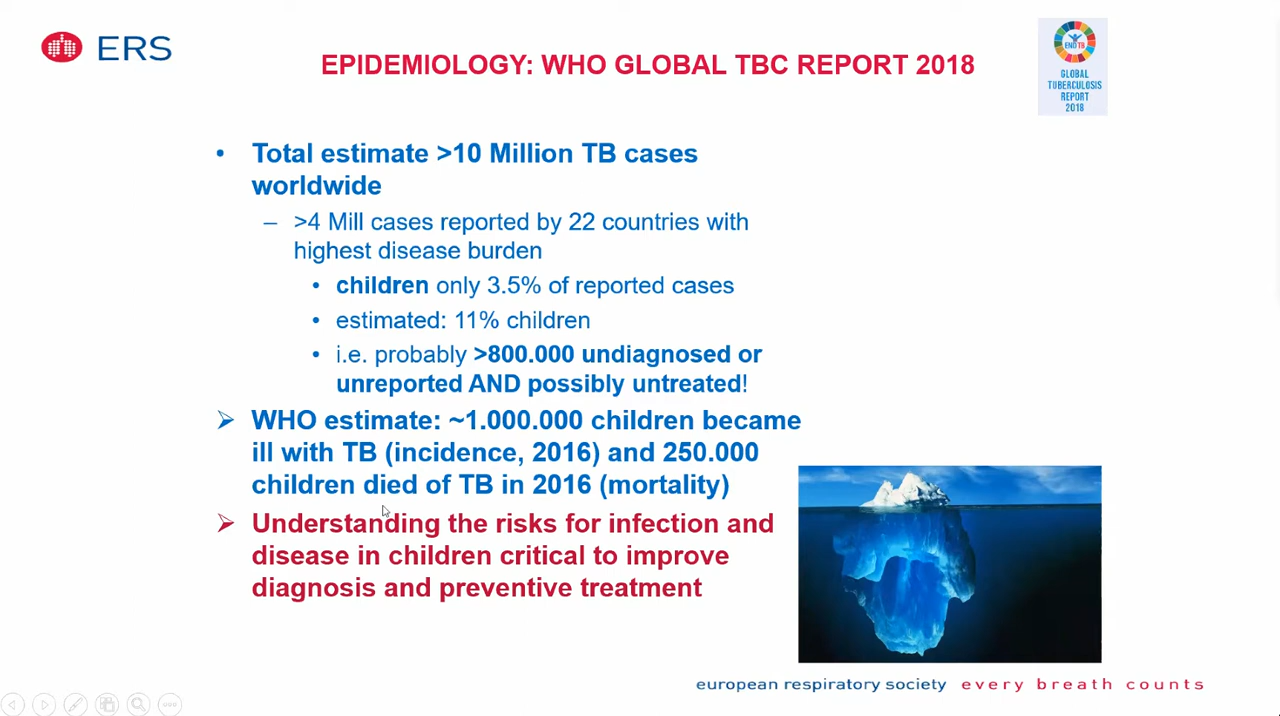 ERS
EPIDEMIOLOGY: WHO GLOBAL TBC REPORT 2018
END TB
GLOBAL
TUBERCULOSIS
REPORT
2018
• Total estimate >10 Million TB cases
worldwide
– >4 Mill cases reported by 22 countries with
highest disease burden
• children only 3.5% of reported cases
• estimated: 11% children
• i.e. probably >800.000 undiagnosed or
unreported AND possibly untreated!
➢ WHO estimate: ~1.000.000 children became
ill with TB (incidence, 2016) and 250.000
children died of TB in 2016 (mortality)
➢ Understanding the risks for infection and
disease in children critical to improve
diagnosis and preventive treatment
european respiratory society every breath counts